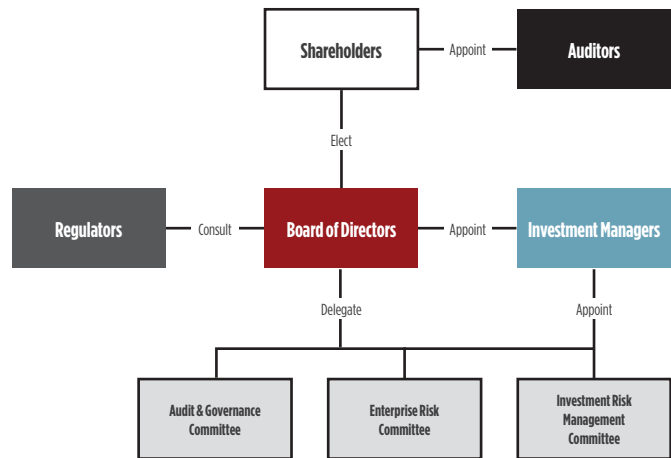 Shareholders
Appoint
Auditors
Elect
Regulators
Consult
Board of Directors
Appoint
Investment Managers
Delegate
Appoint
Audit & Governance
Committee
Enterprise Risk
Committee
Investment Risk
Management
Committee